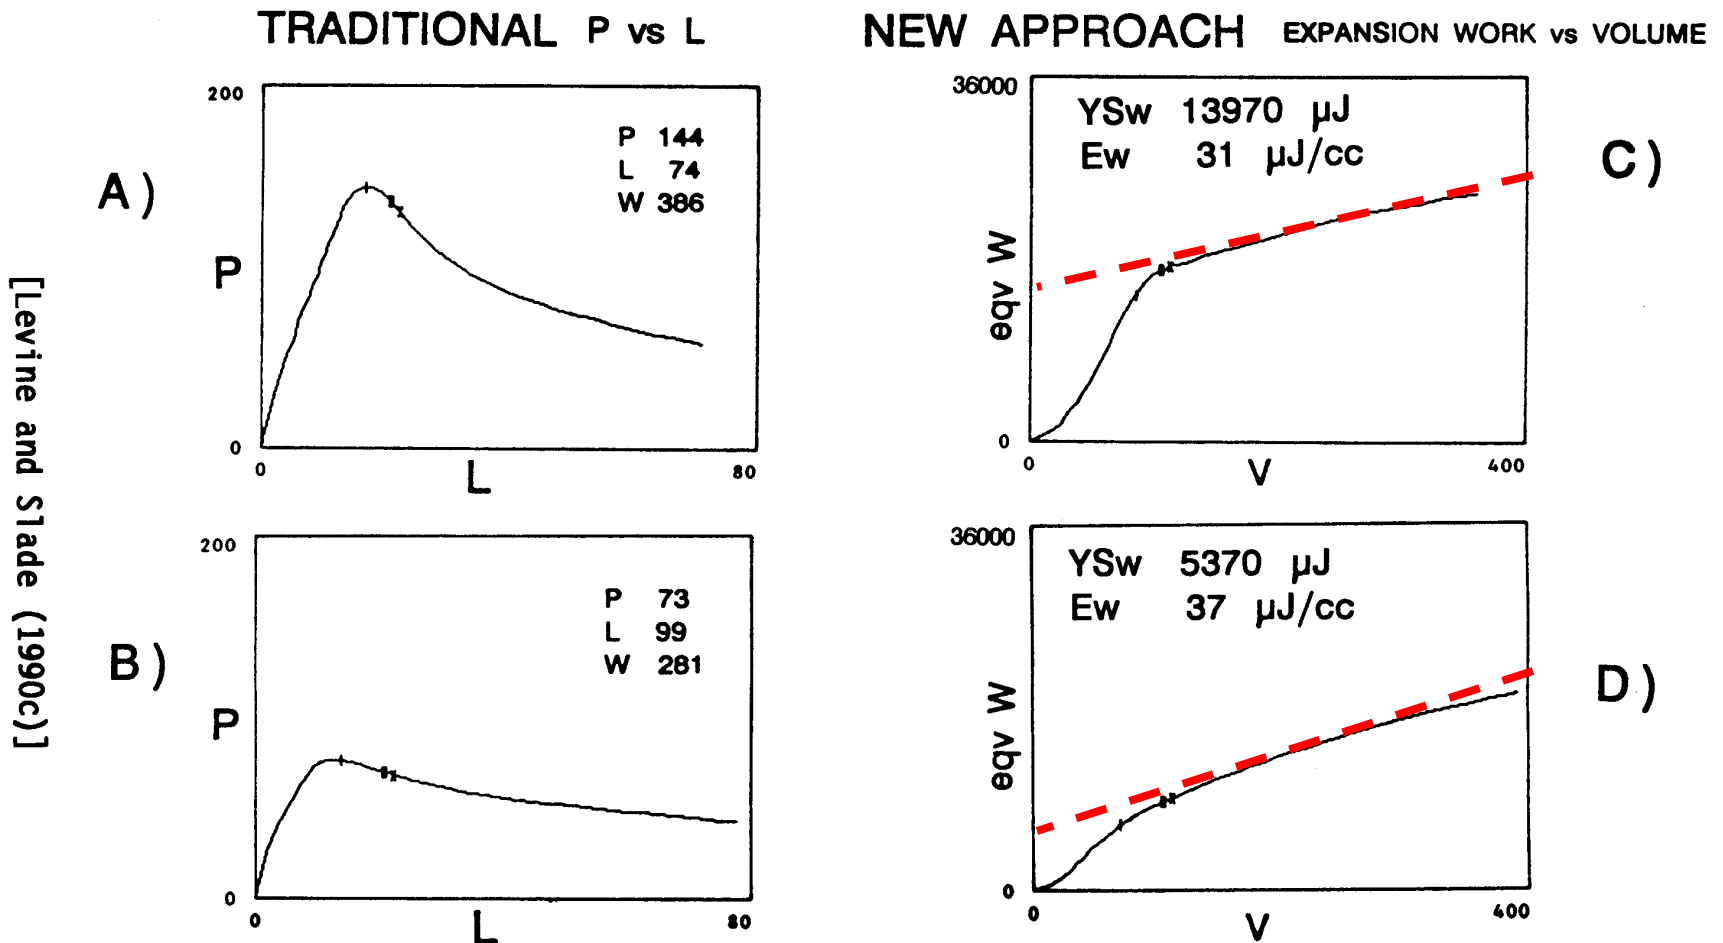 TRADITIONAL P vs L
NEW APPROACH EXPANSION WORK vs VOLUME
[Levine and Slade (1990c)]
A)
200
P 144
L 74
W 386
P
0
0
L
80
C)
36000
YSw 13970 µJ
Ew 31 µJ/cc
eqv W
0
0
V
400
B)
200
P 73
L 99
W 281
P
0
0
L
80
D)
36000
YSw 5370 µJ
Ew 37 µJ/cc
eqv W
0
0
V
400